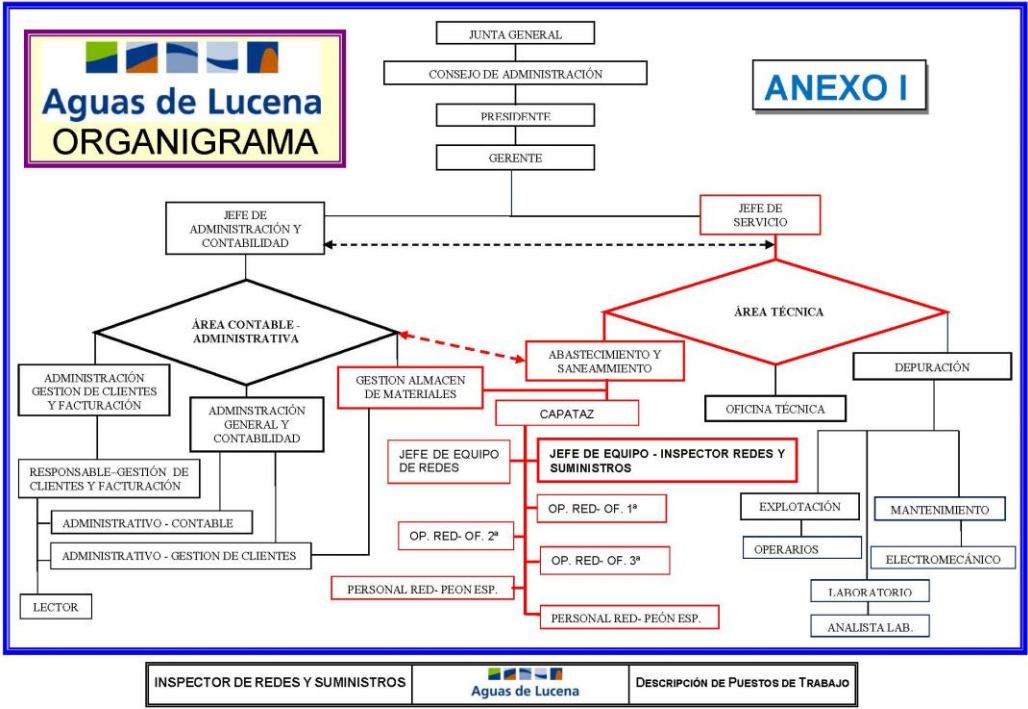 JUNTA GENERAL
CONSEJO DE ADMINISTRACIÓN
PRESIDENTE
GERENTE
Aguas de Lucena
ORGANIGRAMA
ANEXO I
JEFE DE
ADMINISTRACIÓN Y
CONTABILIDAD
JEFE DE
SERVICIO
ÁREA CONTABLE -
ADMINISTRATIVA
ÁREA TÉCNICA
ADMINISTRACIÓN
GESTION DE CLIENTES
Y FACTURACIÓN
ADMINSTRACIÓN
GENERAL Y
CONTABILIDAD
GESTION ALMACEN
DE MATERIALES
ABASTECIMIENTO Y
SANEAMMIENTO
OFICINA TÉCNICA
DEPURACIÓN
CAPATAZ
RESPONSABLE–GESTIÓN DE
CLIENTES Y FACTURACIÓN
ADMINISTRATIVO - CONTABLE
ADMINISTRATIVO - GESTION DE CLIENTES
LECTOR
JEFE DE EQUIPO
DE REDES
JEFE DE EQUIPO - INSPECTOR REDES Y
SUMINISTROS
OP. RED- OF. 1ª
OP. RED- OF. 2ª
OP. RED- OF. 3ª
PERSONAL RED- PEON ESP.
PERSONAL RED- PEÓN ESP.
EXPLOTACIÓN
OPERARIOS
MANTENIMIENTO
ELECTROMECÁNICO
LABORATORIO
ANALISTA LAB.
INSPECTOR DE REDES Y SUMINISTROS
Aguas de Lucena
DESCRIPCIÓN DE PUESTOS DE TRABAJO